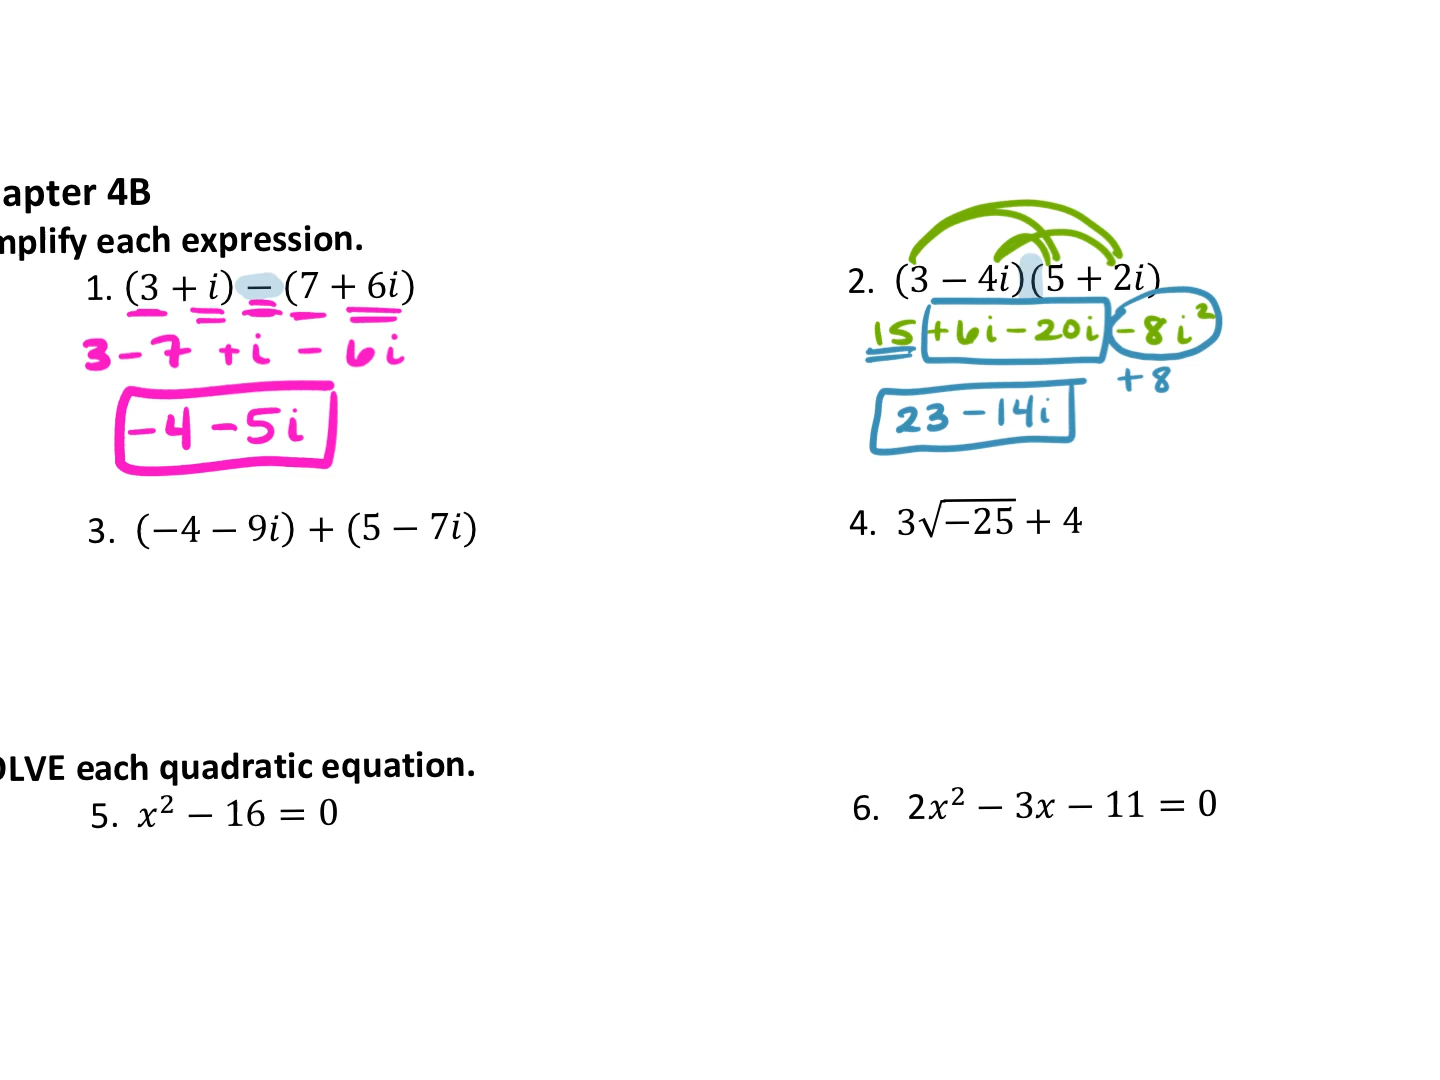 apter 4B
mplify each expression.
1. (3 + i) − (7 + 6i)
3 - 7 + i - 6i
-4 - 5i
2. (3 − 4i)(5 + 2i)
15 + 6i - 20i - 8i²
+8
23 - 14i
3. (−4 − 9i) + (5 − 7i)
4. 3√−25 + 4
OLVE each quadratic equation.
5. x² − 16 = 0
6. 2x² − 3x − 11 = 0